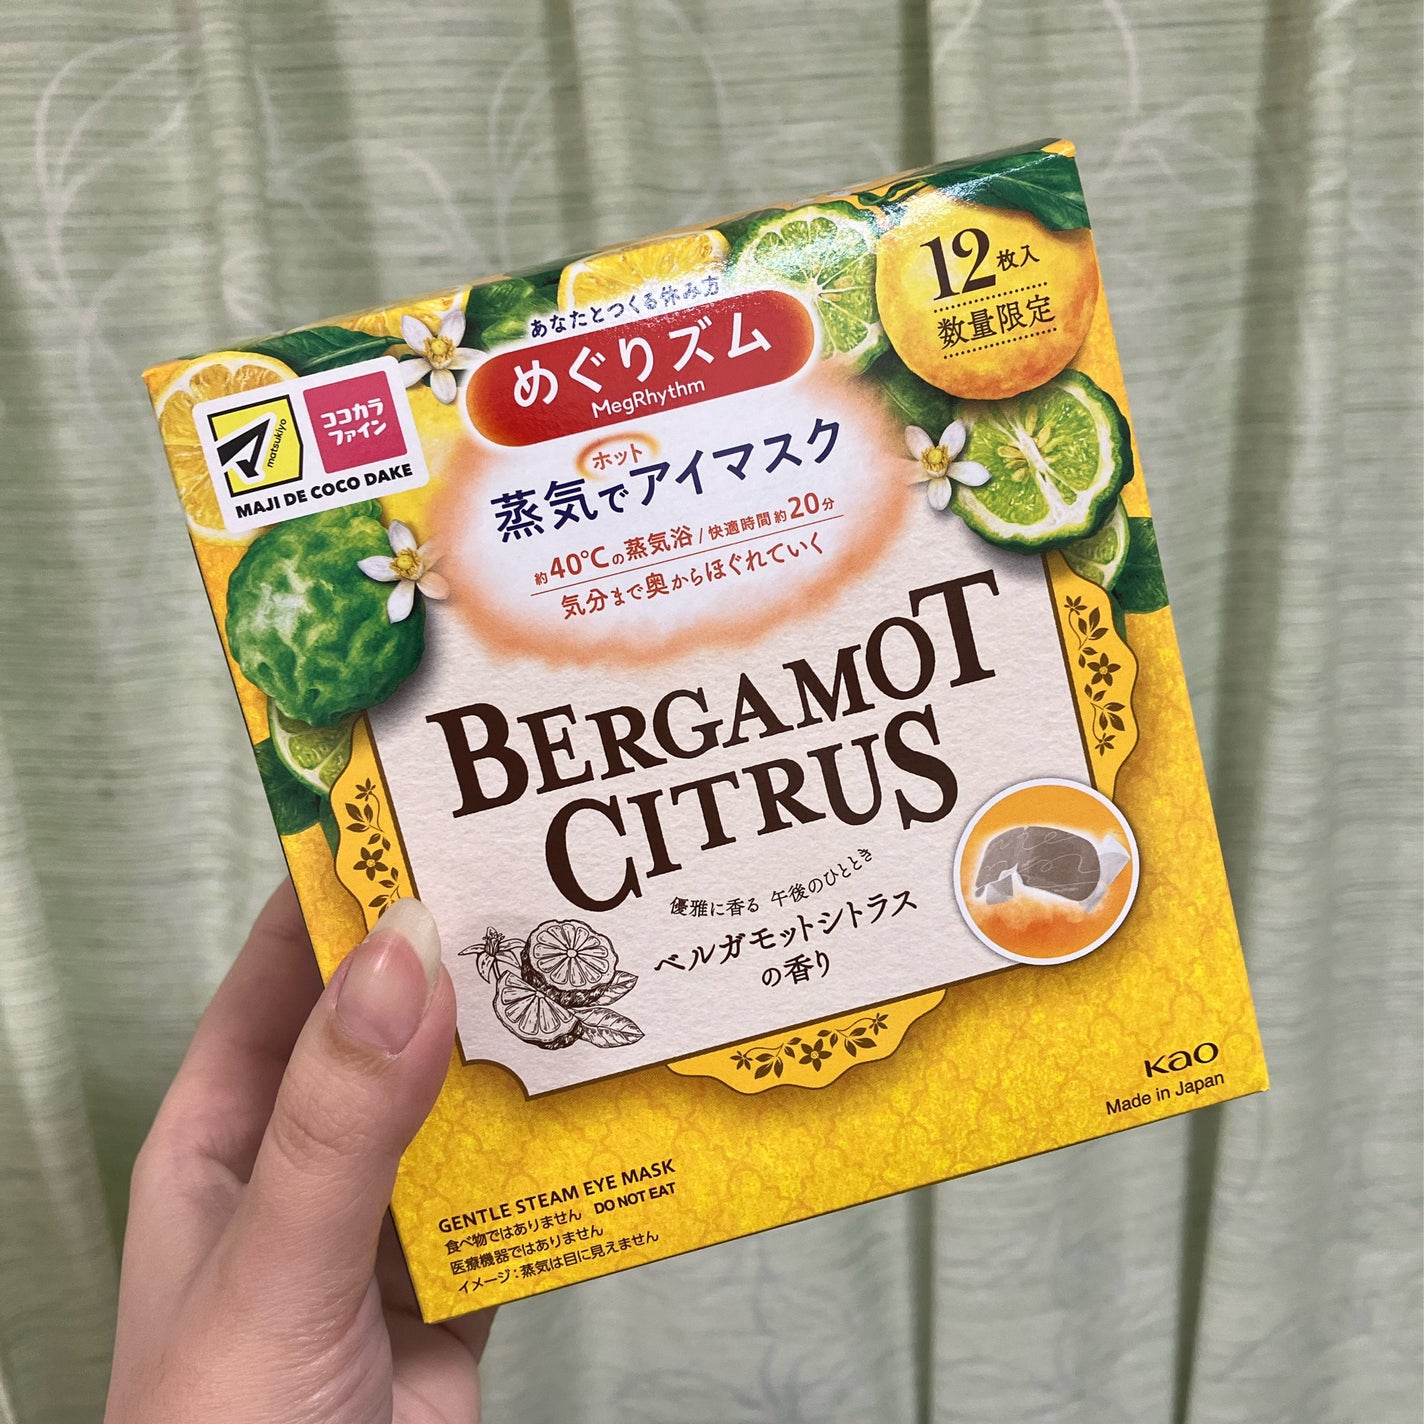 12枚入
数量限定
あなたとつくる休み方
めぐりズム
MegRhythm
matsukiyo
ココカラ
ファイン
MAJI DE COCO DAKE
ホット
蒸気でアイマスク
約40℃の蒸気浴/快適時間約20分
気分まで奥からほぐれていく
BERGAMOT
CITRUS
優雅に香る 午後のひととき
ベルガモットシトラス
の香り
kao
Made in Japan
GENTLE STEAM EYE MASK
食べ物ではありません DO NOT EAT
医療機器ではありません
イメージ:蒸気は目に見えません